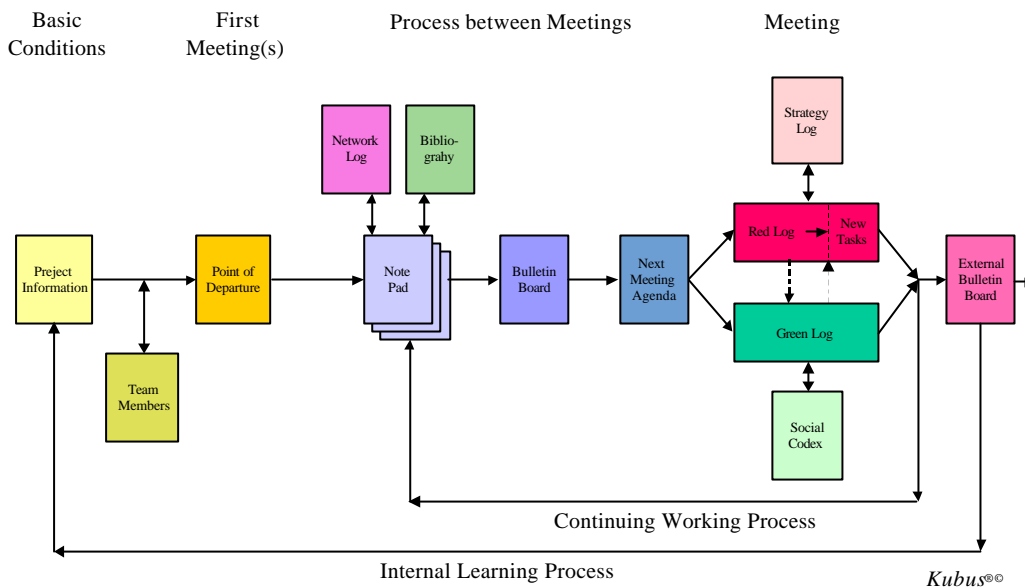 Basic
Conditions
First
Meeting(s)
Process between Meetings
Meeting
Network
Log
Biblio-
grahy
Strategy
Log
Preject
Information
Point of
Departure
Note
Pad
Bulletin
Board
Next
Meeting
Agenda
Red Log
New
Tasks
External
Bulletin
Board
Green Log
Team
Members
Social
Codex
Continuing Working Process
Internal Learning Process
Kubus®©